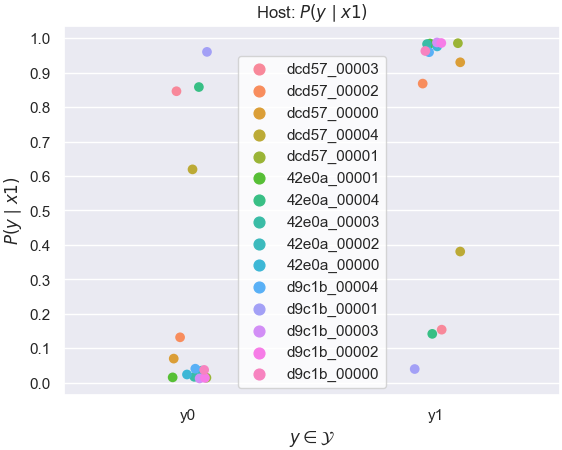 Host: P(y | x1)
1.0
0.9
0.8
0.7
0.6
0.5
0.4
0.3
0.2
0.1
0.0
P(y | x1)
dcd57_00003
dcd57_00002
dcd57_00000
dcd57_00004
dcd57_00001
42e0a_00001
42e0a_00004
42e0a_00003
42e0a_00002
42e0a_00000
d9c1b_00004
d9c1b_00001
d9c1b_00003
d9c1b_00002
d9c1b_00000
y0 y1
y ∈ 𝒴